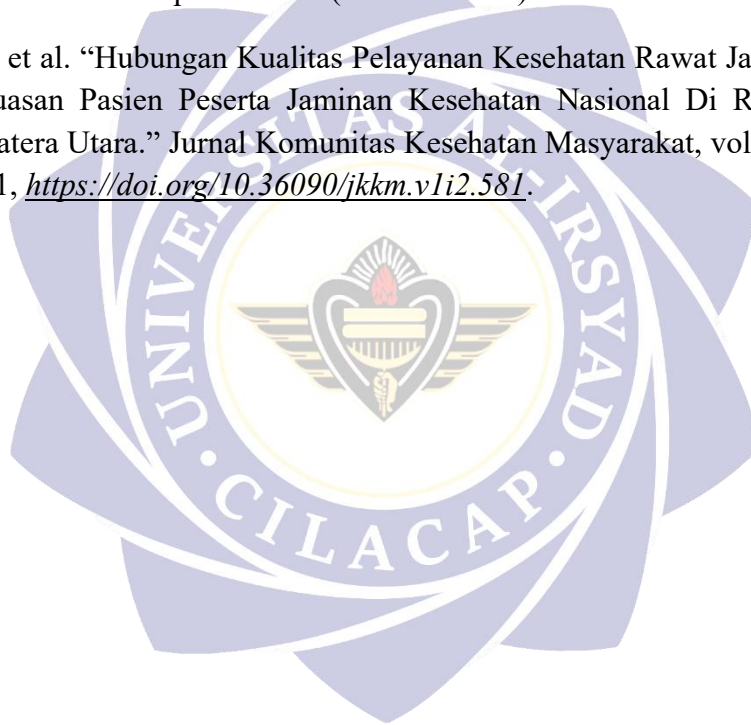 et al. “Hubungan Kualitas Pelayanan Kesehatan Rawat Ja
uasan Pasien Peserta Jaminan Kesehatan Nasional Di R
atera Utara.” Jurnal Komunitas Kesehatan Masyarakat, vol
1, https://doi.org/10.36090/jkkm.v1i2.581.
UNIVERSITAS AL-IRSYAD
CILACAP